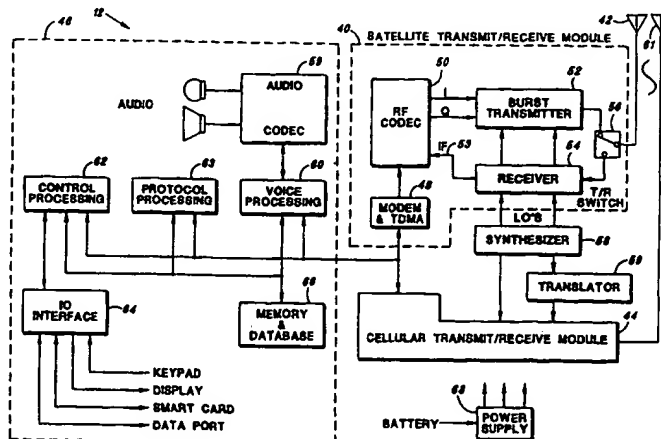 46
12
40
SATELLITE TRANSMIT/RECEIVE MODULE
42
61
59
AUDIO
AUDIO
CODEC
50
RF
CODEC
I
Q
52
BURST
TRANSMITTER
56
IF
53
54
RECEIVER
T/R
SWITCH
62
CONTROL
PROCESSING
63
PROTOCOL
PROCESSING
60
VOICE
PROCESSING
48
MODEM
& TDMA
LO'S
SYNTHESIZER
58
59
TRANSLATOR
64
IO
INTERFACE
66
MEMORY
&
DATABASE
CELLULAR TRANSMIT/RECEIVE MODULE
44
KEYPAD
DISPLAY
SMART CARD
DATA PORT
BATTERY
68
POWER
SUPPLY